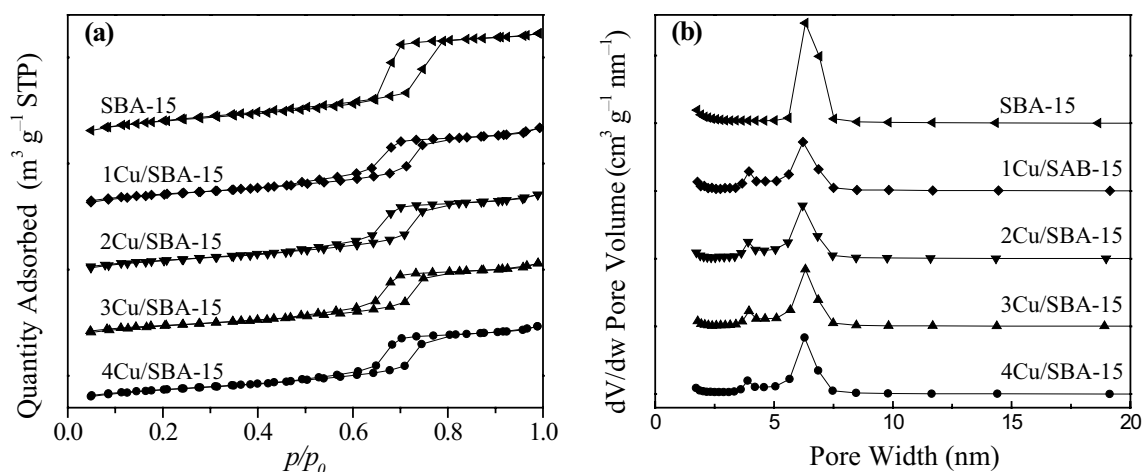 (a)
Quantity Adsorbed (m³ g⁻¹ STP)
SBA-15
1Cu/SBA-15
2Cu/SBA-15
3Cu/SBA-15
4Cu/SBA-15
0.0 0.2 0.4 0.6 0.8 1.0
p/p₀
(b)
dV/dw Pore Volume (cm³ g⁻¹ nm⁻¹)
SBA-15
1Cu/SAB-15
2Cu/SBA-15
3Cu/SBA-15
4Cu/SBA-15
0 5 10 15 20
Pore Width (nm)